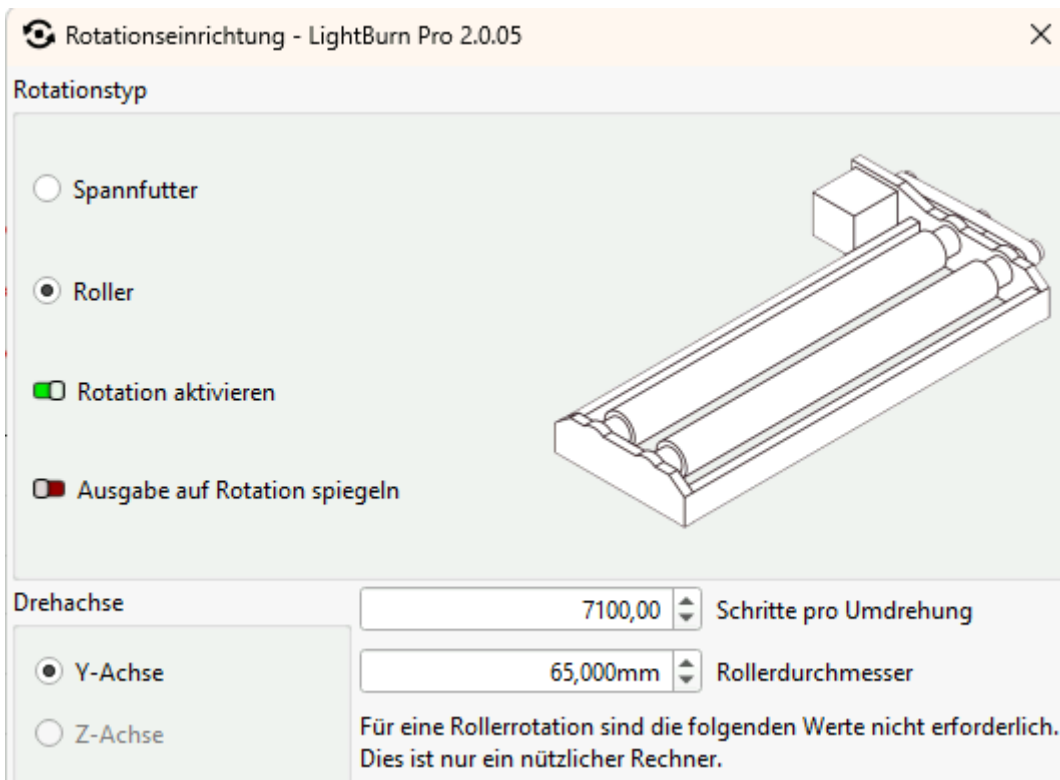 Rotationseinrichtung - LightBurn Pro 2.0.05
Rotationstyp
Spannfutter
Roller
Rotation aktivieren
Ausgabe auf Rotation spiegeln
Drehachse
7100,00 Schritte pro Umdrehung
Y-Achse
65,000mm Rollerdurchmesser
Z-Achse
Für eine Rollerrotation sind die folgenden Werte nicht erforderlich.
Dies ist nur ein nützlicher Rechner.